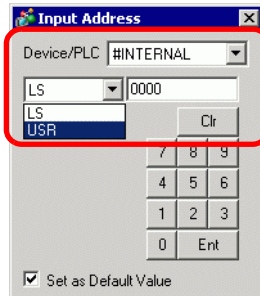 Input Address
Device/PLC #INTERNAL
LS 0000
LS
USR
Clr
7 8 9
4 5 6
1 2 3
0 Ent
Set as Default Value